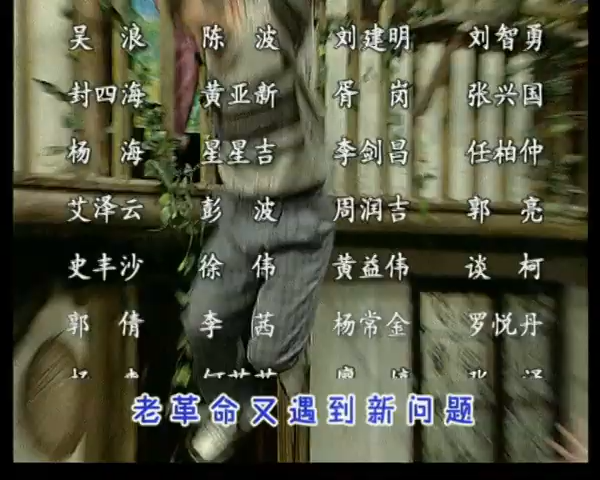 吴 浪 陈 波 刘建明 刘智勇
封四海 黄亚新 胥 岗 张兴国
杨 海 星星吉 李剑昌 任柏仲
艾泽云 彭 波 周润吉 郭 亮
史丰沙 徐 伟 黄益伟 谈 柯
郭 倩 李 茜 杨常金 罗悦丹
老革命又遇到新问题